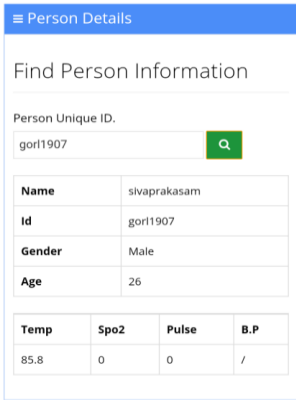 Person Details
Find Person Information
Person Unique ID.
gorl1907
Name sivaprakasam
Id gorl1907
Gender Male
Age 26
Temp Spo2 Pulse B.P
85.8 0 0 /